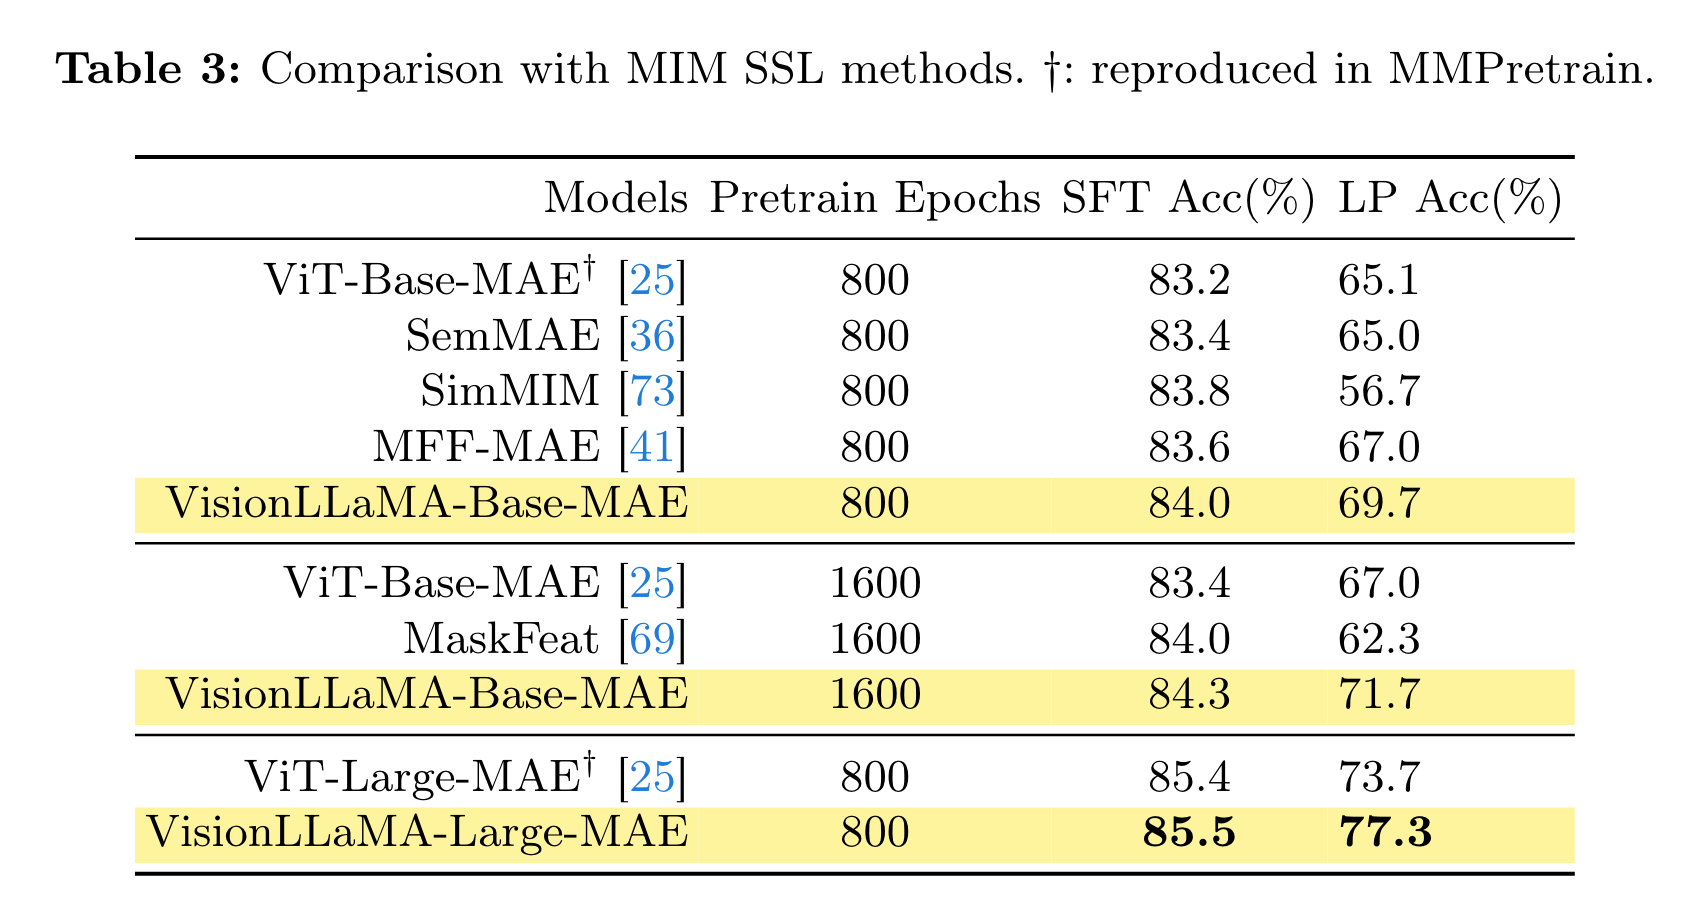 Table 3: Comparison with MIM SSL methods. †: reproduced in MMPretrain.
Models Pretrain Epochs SFT Acc(%) LP Acc(%)
ViT-Base-MAE† [25] 800 83.2 65.1
SemMAE [36] 800 83.4 65.0
SimMIM [73] 800 83.8 56.7
MFF-MAE [41] 800 83.6 67.0
VisionLLaMA-Base-MAE 800 84.0 69.7
ViT-Base-MAE [25] 1600 83.4 67.0
MaskFeat [69] 1600 84.0 62.3
VisionLLaMA-Base-MAE 1600 84.3 71.7
ViT-Large-MAE† [25] 800 85.4 73.7
VisionLLaMA-Large-MAE 800 85.5 77.3